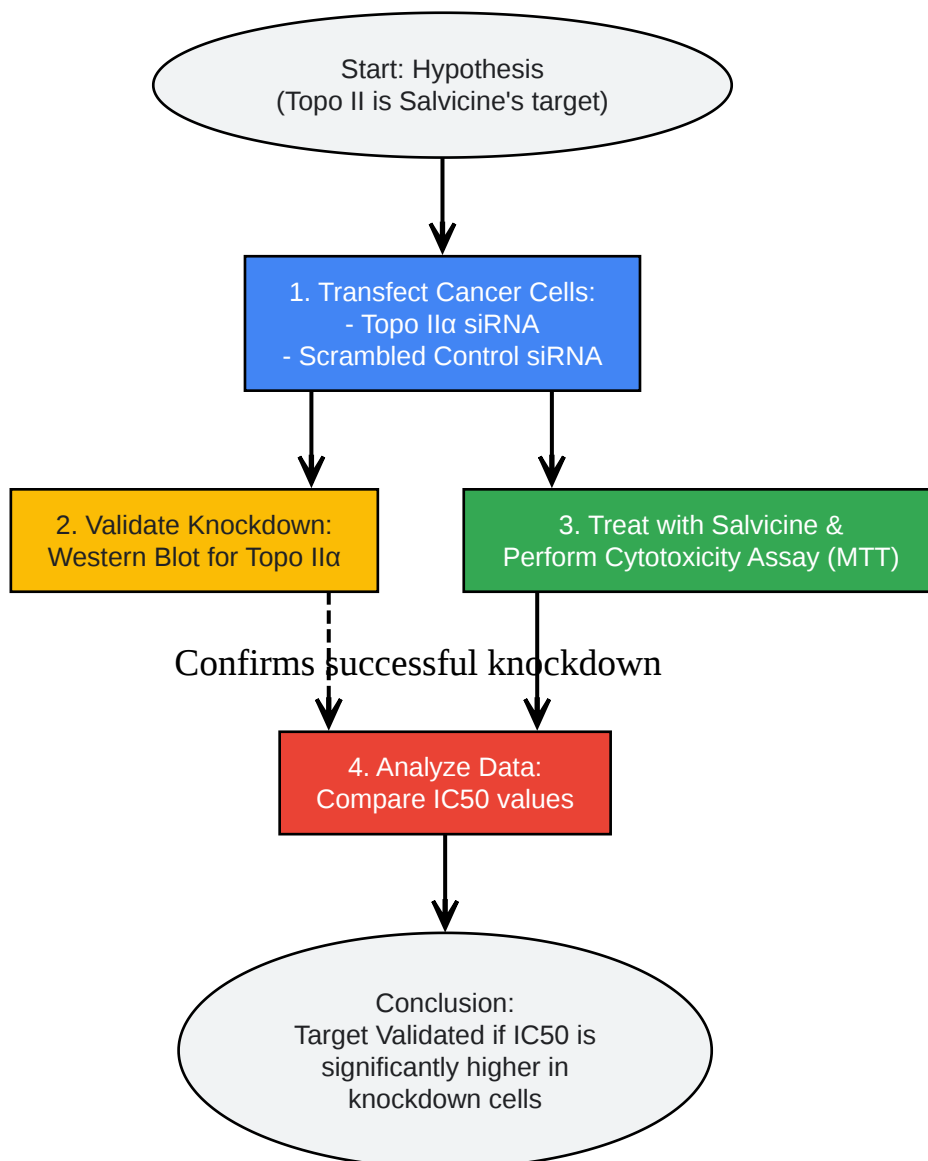 Start: Hypothesis
(Topo II is Salvicine's target)
1. Transfect Cancer Cells:
- Topo IIα siRNA
- Scrambled Control siRNA
2. Validate Knockdown:
Western Blot for Topo IIα
3. Treat with Salvicine &
Perform Cytotoxicity Assay (MTT)
Confirms successful knockdown
4. Analyze Data:
Compare IC50 values
Conclusion:
Target Validated if IC50 is
significantly higher in
knockdown cells